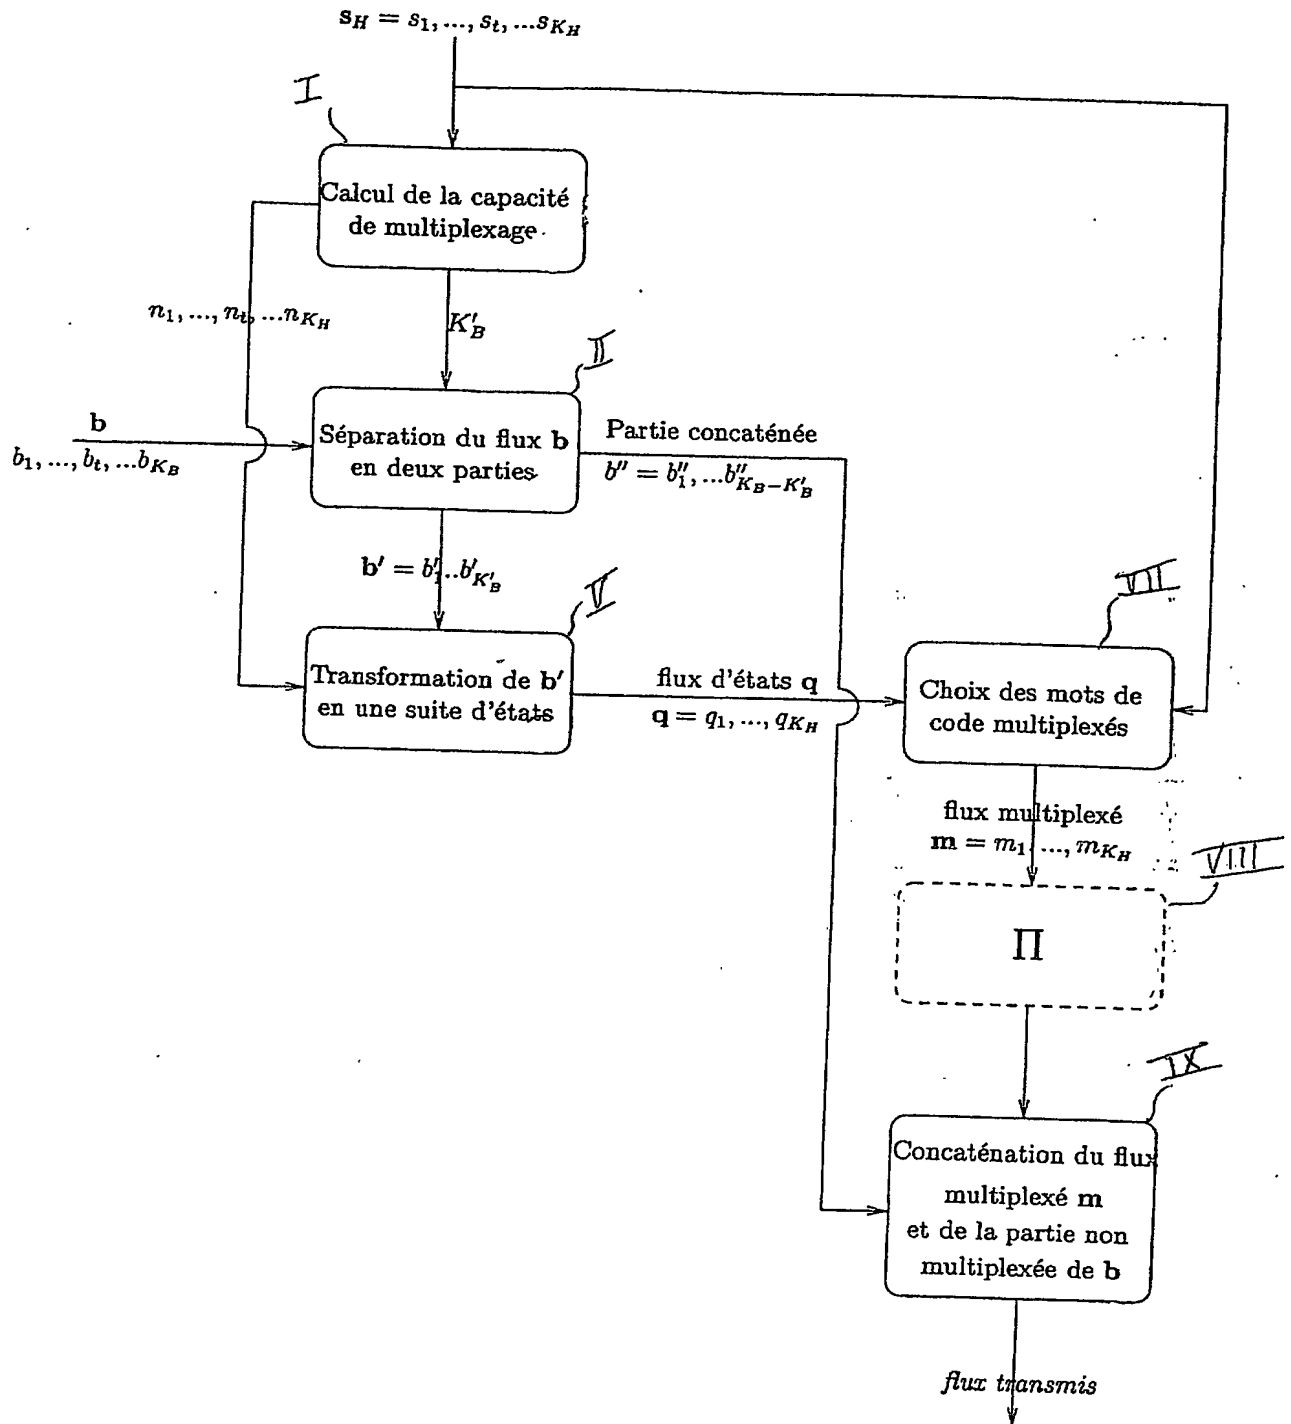 s_H = s_1, ..., s_t, ...s_{K_H}
I
Calcul de la capacité
de multiplexage
n_1, ..., n_t, ...n_{K_H}
K'_B
II
b
b_1, ..., b_t, ...b_{K_B}
Séparation du flux b
en deux parties
Partie concaténée
b'' = b''_1, ...b''_{K_B-K'_B}
b' = b'_1..b'_{K'_B}
V
Transformation de b'
en une suite d'états
flux d'états q
q = q_1, ..., q_{K_H}
VII
Choix des mots de
code multiplexés
flux multiplexé
m = m_1, ..., m_{K_H}
VIII
Π
IX
Concaténation du flux
multiplexé m
et de la partie non
multiplexée de b
flux transmis